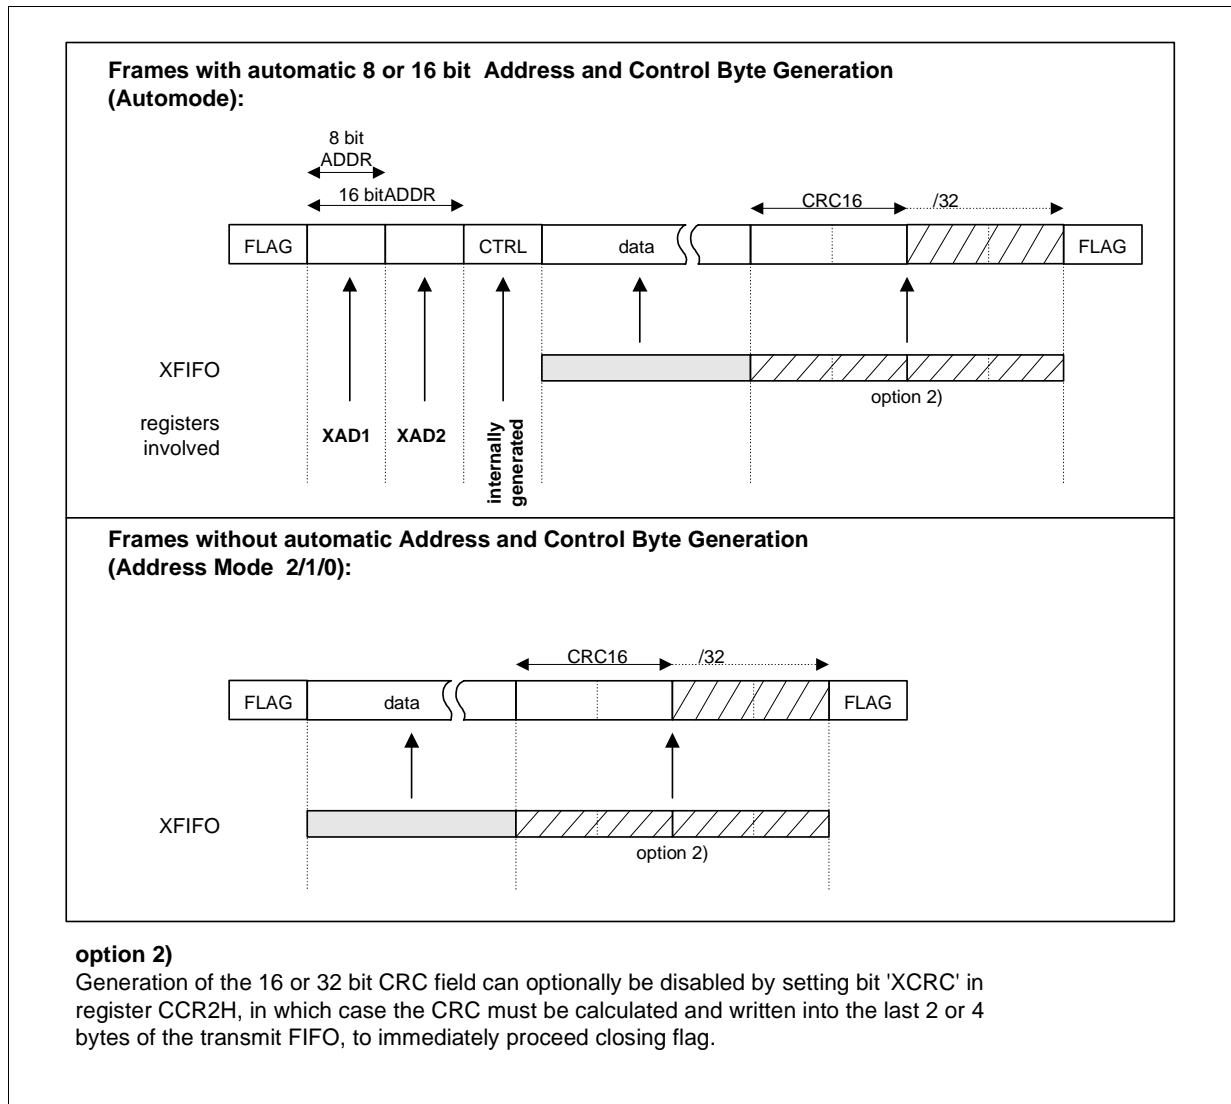 Frames with automatic 8 or 16 bit Address and Control Byte Generation
(Automode):
8 bit
ADDR
16 bitADDR
CRC16 /32
FLAG CTRL data FLAG
XFIFO
option 2)
registers
involved
XAD1 XAD2
internally
generated
Frames without automatic Address and Control Byte Generation
(Address Mode 2/1/0):
CRC16 /32
FLAG data FLAG
XFIFO
option 2)
option 2)
Generation of the 16 or 32 bit CRC field can optionally be disabled by setting bit 'XCRC' in
register CCR2H, in which case the CRC must be calculated and written into the last 2 or 4
bytes of the transmit FIFO, to immediately proceed closing flag.